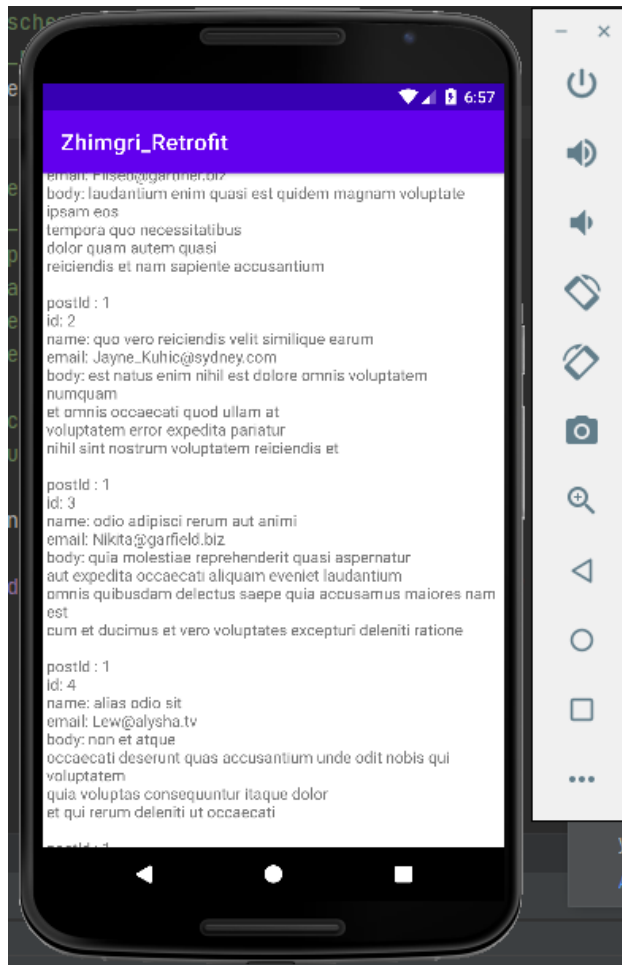 sche
6:57
Zhimgri_Retrofit
email: Eliseo@gardner.biz
body: laudantium enim quasi est quidem magnam voluptate
ipsam eos
tempora quo necessitatibus
dolor quam autem quasi
reiciendis et nam sapiente accusantium
postId : 1
id: 2
name: quo vero reiciendis velit similique earum
email: Jayne_Kuhic@sydney.com
body: est natus enim nihil est dolore omnis voluptatem
numquam
et omnis occaecati quod ullam at
voluptatem error expedita pariatur
nihil sint nostrum voluptatem reiciendis et
postId : 1
id: 3
name: odio adipisci rerum aut animi
email: Nikita@garfield.biz
body: quia molestiae reprehenderit quasi aspernatur
aut expedita occaecati aliquam eveniet laudantium
omnis quibusdam delectus saepe quia accusamus maiores nam
est
cum et ducimus et vero voluptates excepturi deleniti ratione
postId : 1
id: 4
name: alias odio sit
email: Lew@alysha.tv
body: non et atque
occaecati deserunt quas accusantium unde odit nobis qui
voluptatem
quia voluptas consequuntur itaque dolor
et qui rerum deleniti ut occaecati
postId : 1